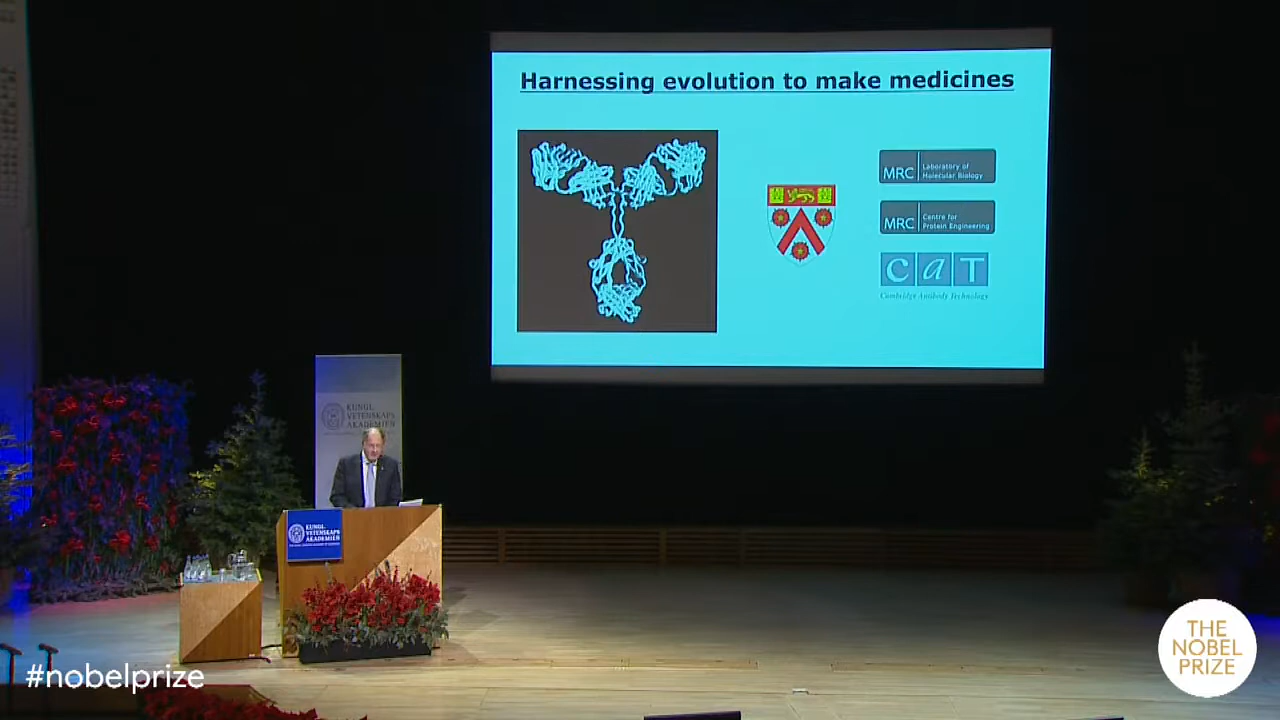 Harnessing evolution to make medicines
MRC
Laboratory of
Molecular Biology
MRC
Centre for
Protein Engineering
CaT
Cambridge Antibody Technology
KUNGL.
VETENSKAPS
AKADEMIEN
KUNGL.
VETENSKAPS
AKADEMIEN
#nobelprize
THE
NOBEL
PRIZE